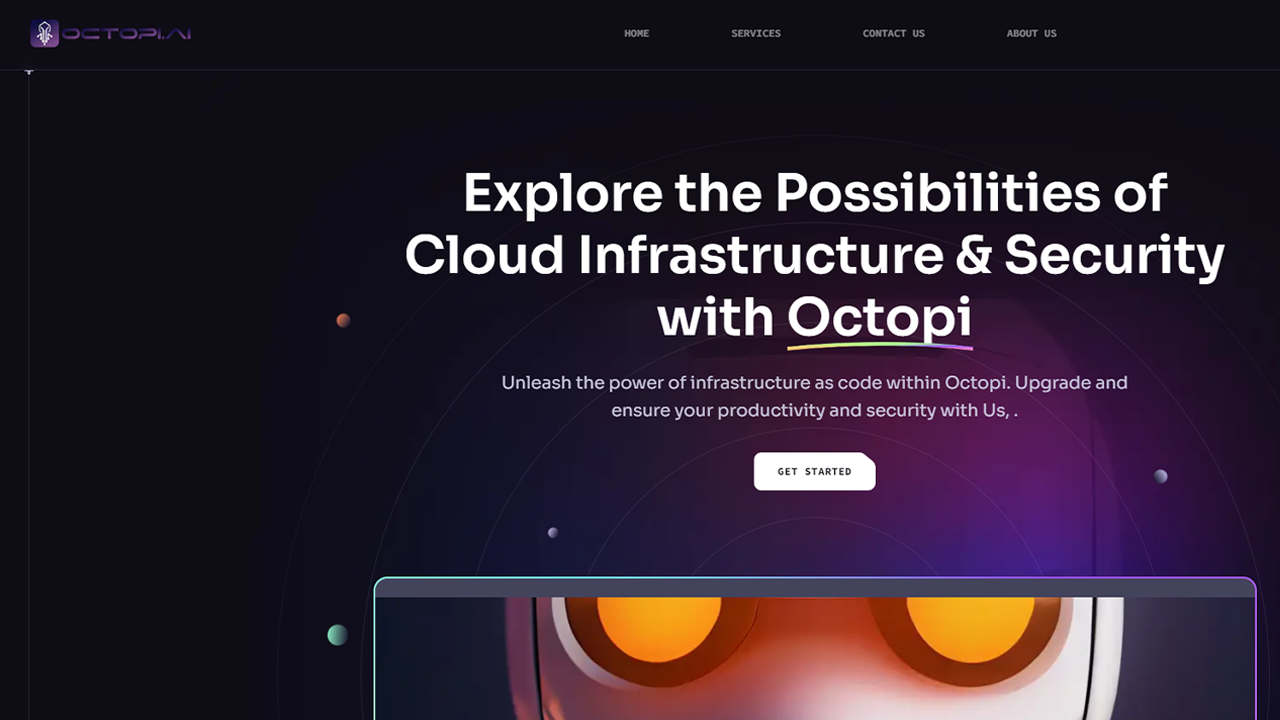 OCTOPI.AI
HOME
SERVICES
CONTACT US
ABOUT US
Explore the Possibilities of
Cloud Infrastructure & Security
with Octopi
Unleash the power of infrastructure as code within Octopi. Upgrade and
ensure your productivity and security with Us, .
GET STARTED